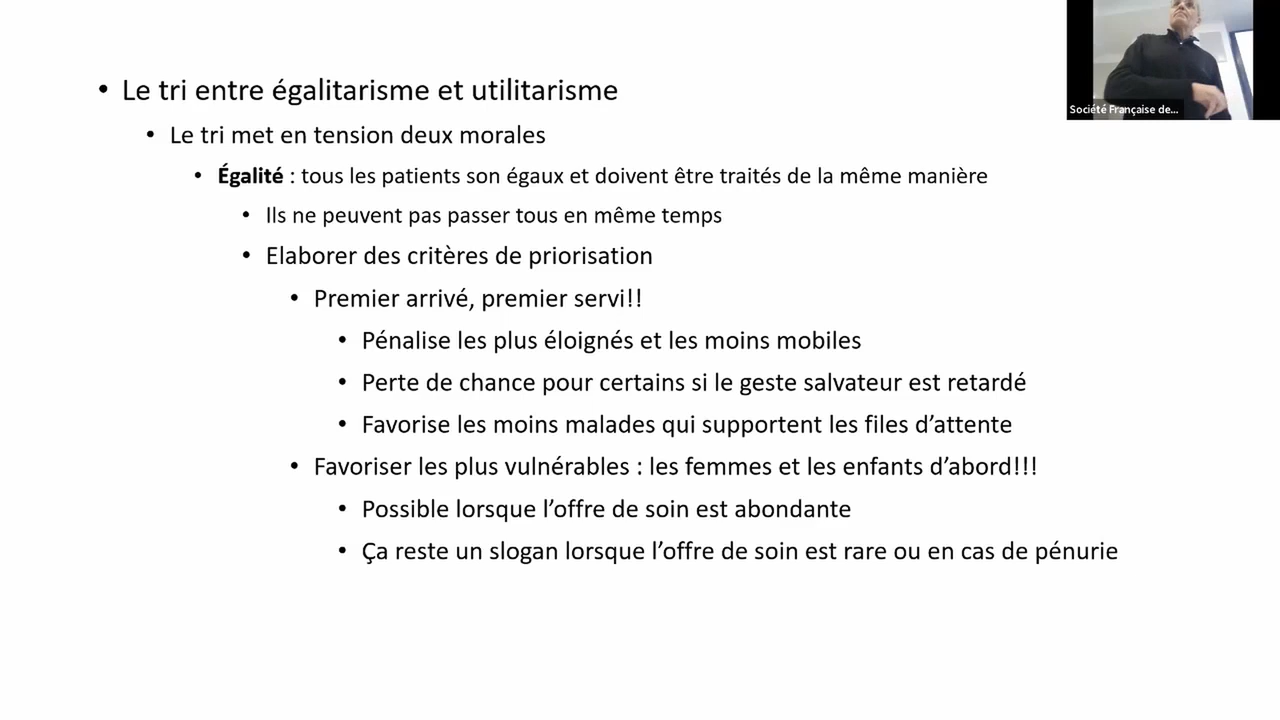 • Le tri entre égalitarisme et utilitarisme
• Le tri met en tension deux morales
• Égalité : tous les patients son égaux et doivent être traités de la même manière
• Ils ne peuvent pas passer tous en même temps
• Elaborer des critères de priorisation
• Premier arrivé, premier servi!!
• Pénalise les plus éloignés et les moins mobiles
• Perte de chance pour certains si le geste salvateur est retardé
• Favorise les moins malades qui supportent les files d’attente
• Favoriser les plus vulnérables : les femmes et les enfants d’abord!!!
• Possible lorsque l’offre de soin est abondante
• Ça reste un slogan lorsque l’offre de soin est rare ou en cas de pénurie
Société Française de...